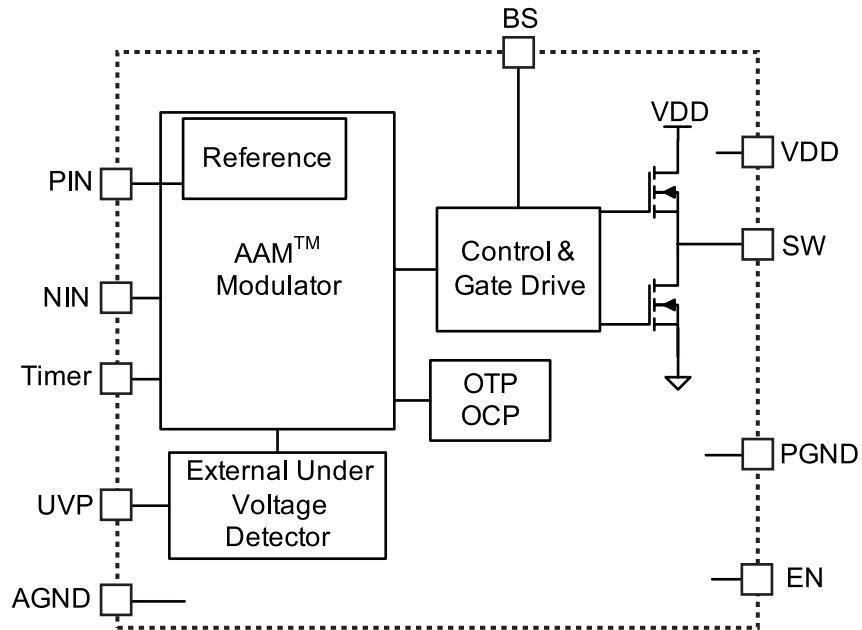 BS
VDD
Reference
VDD
PIN
AAM™
Modulator
Control &
Gate Drive
SW
NIN
Timer
OTP
OCP
PGND
External Under
Voltage
Detector
UVP
EN
AGND